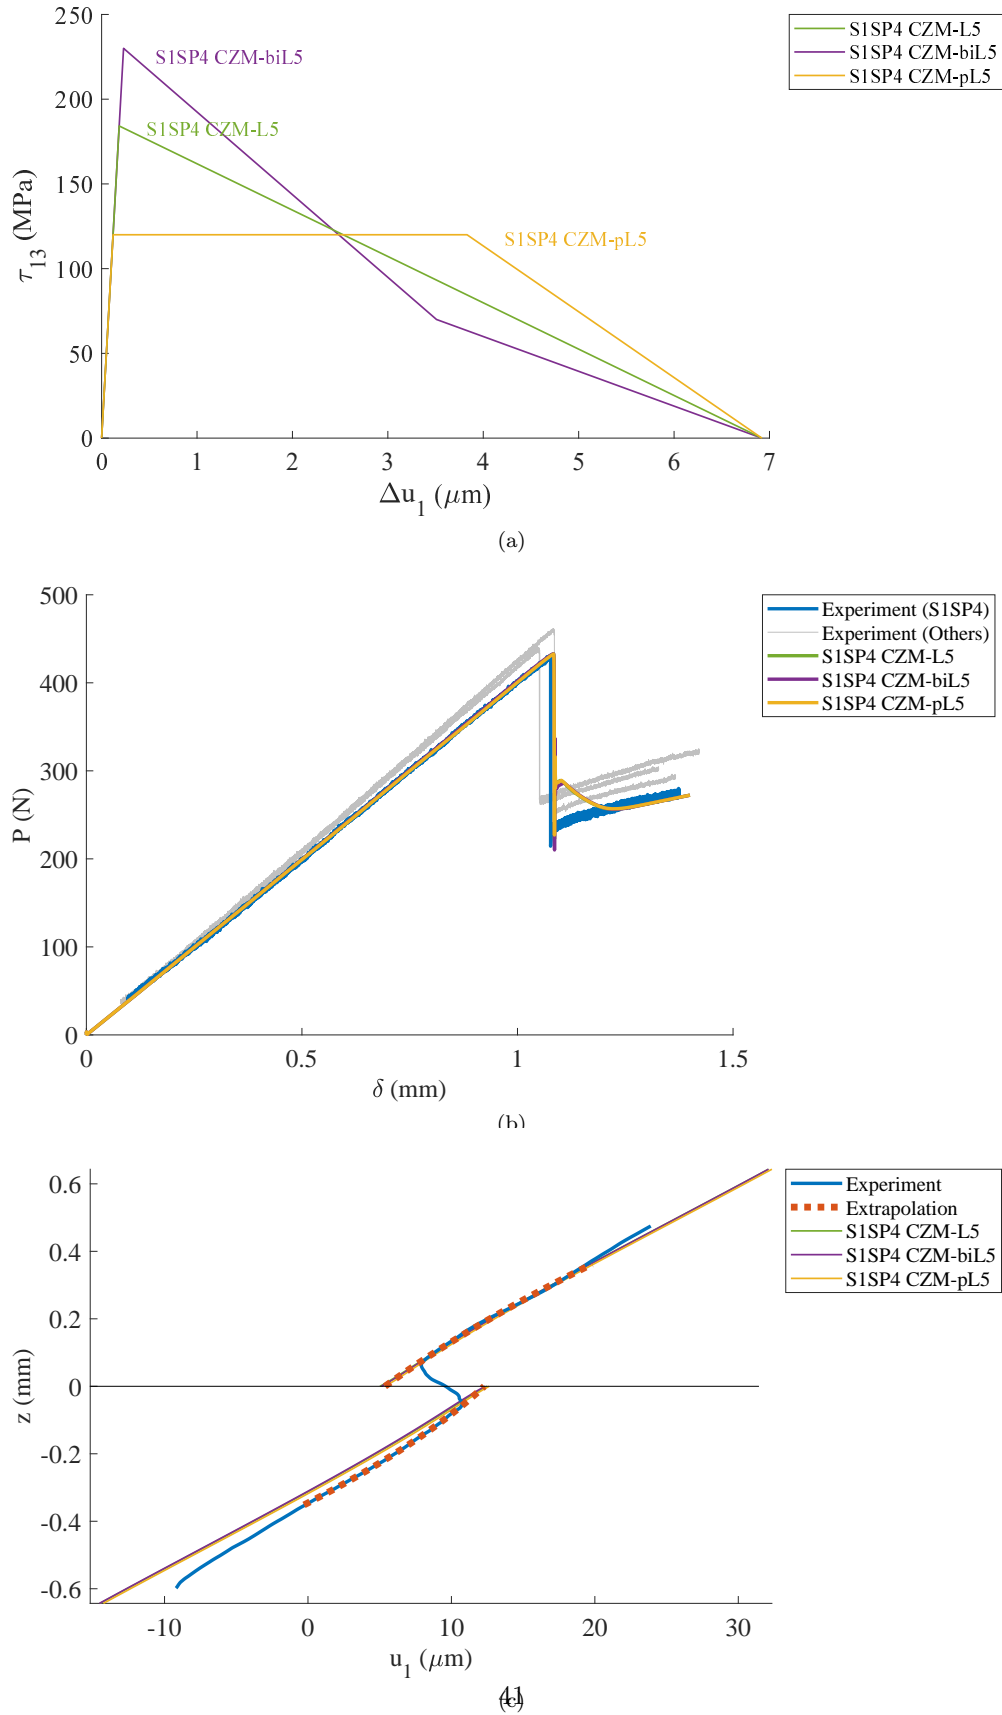 250
200
150
100
50
0
τ13 (MPa)
0 1 2 3 4 5 6 7
Δu1 (μm)
S1SP4 CZM-biL5
S1SP4 CZM-L5
S1SP4 CZM-pL5
S1SP4 CZM-L5
S1SP4 CZM-biL5
S1SP4 CZM-pL5
(a)
500
400
300
200
100
0
P (N)
0 0.5 1 1.5
δ (mm)
Experiment (S1SP4)
Experiment (Others)
S1SP4 CZM-L5
S1SP4 CZM-biL5
S1SP4 CZM-pL5
(b)
0.6
0.4
0.2
0
-0.2
-0.4
-0.6
z (mm)
-10 0 10 20 30
u1 (μm)
Experiment
Extrapolation
S1SP4 CZM-L5
S1SP4 CZM-biL5
S1SP4 CZM-pL5
(c)
41